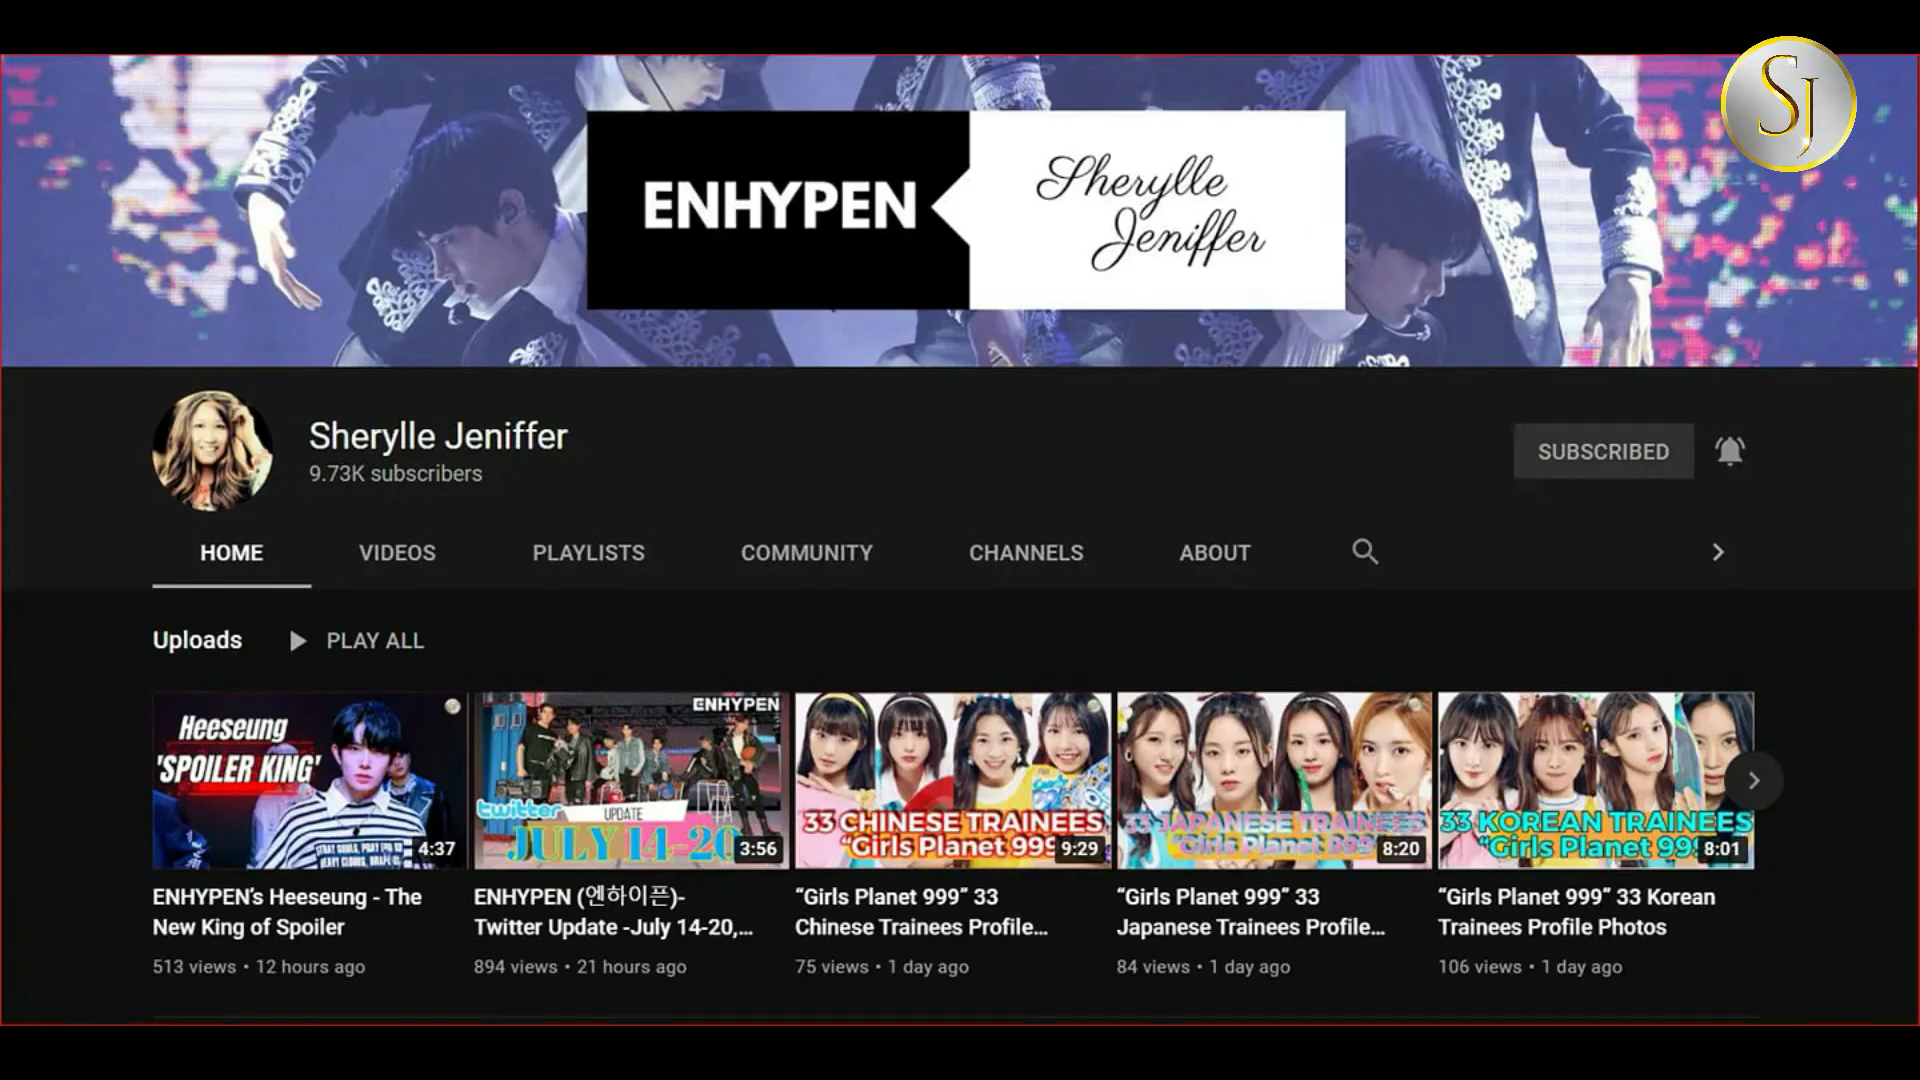 SJ
ENHYPEN
Sherylle
Jeniffer
Sherylle Jeniffer
9.73K subscribers
SUBSCRIBED
HOME
VIDEOS
PLAYLISTS
COMMUNITY
CHANNELS
ABOUT
Uploads
PLAY ALL
Heeseung
'SPOILER KING'
4:37
ENHYPEN
twitter
UPDATE
JULY 14-20
3:56
33 CHINESE TRAINEES
"Girls Planet 999
9:29
33 JAPANESE TRAINEES
"Girls Planet 999
8:20
33 KOREAN TRAINEES
"Girls Planet 999
8:01
ENHYPEN's Heeseung - The
New King of Spoiler
513 views • 12 hours ago
ENHYPEN (엔하이픈)-
Twitter Update -July 14-20,...
894 views • 21 hours ago
“Girls Planet 999” 33
Chinese Trainees Profile...
75 views • 1 day ago
“Girls Planet 999” 33
Japanese Trainees Profile...
84 views • 1 day ago
“Girls Planet 999” 33 Korean
Trainees Profile Photos
106 views • 1 day ago